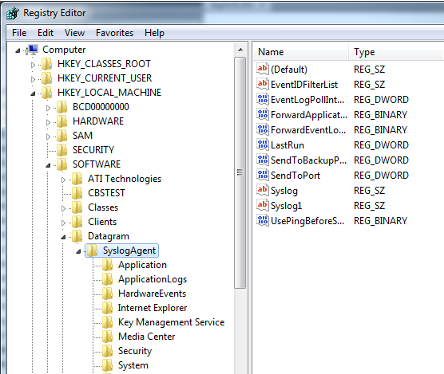 Registry Editor
File Edit View Favorites Help
Computer
HKEY_CLASSES_ROOT
HKEY_CURRENT_USER
HKEY_LOCAL_MACHINE
BCD00000000
HARDWARE
SAM
SECURITY
SOFTWARE
ATI Technologies
CBSTEST
Classes
Clients
Datagram
SyslogAgent
Application
ApplicationLogs
HardwareEvents
Internet Explorer
Key Management Service
Media Center
Security
System
Name Type
(Default) REG_SZ
EventIDFilterList REG_SZ
EventLogPollInt... REG_DWORD
ForwardApplicat... REG_BINARY
ForwardEventLo... REG_BINARY
LastRun REG_DWORD
SendToBackupP... REG_DWORD
SendToPort REG_DWORD
Syslog REG_SZ
Syslog1 REG_SZ
UsePingBeforeS... REG_BINARY